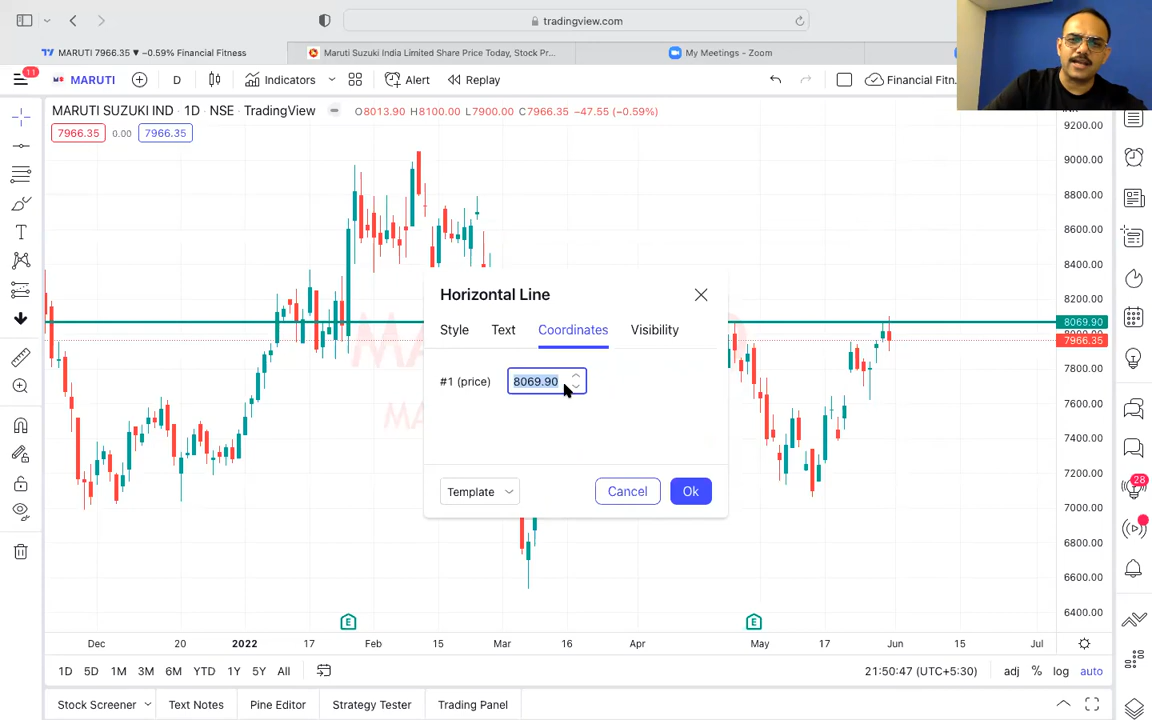 tradingview.com
MARUTI 7966.35 ▼ −0.59% Financial Fitness
Maruti Suzuki India Limited Share Price Today, Stock Pr...
My Meetings - Zoom
11
MARUTI
D
Indicators
Alert
Replay
Financial Fitn..
MARUTI SUZUKI IND · 1D · NSE · TradingView
O8013.90 H8100.00 L7900.00 C7966.35 −47.55 (−0.59%)
7966.35 0.00 7966.35
9200.00
9000.00
8800.00
8600.00
8400.00
8200.00
8069.90
7966.35
7800.00
7600.00
7400.00
7200.00
7000.00
6800.00
6600.00
6400.00
Horizontal Line
Style Text Coordinates Visibility
#1 (price) 8069.90
Template Cancel Ok
28
E E
Dec 20 2022 17 Feb 15 Mar 16 Apr May 17 Jun 15 Jul
1D 5D 1M 3M 6M YTD 1Y 5Y All
21:50:47 (UTC+5:30) adj % log auto
Stock Screener Text Notes Pine Editor Strategy Tester Trading Panel